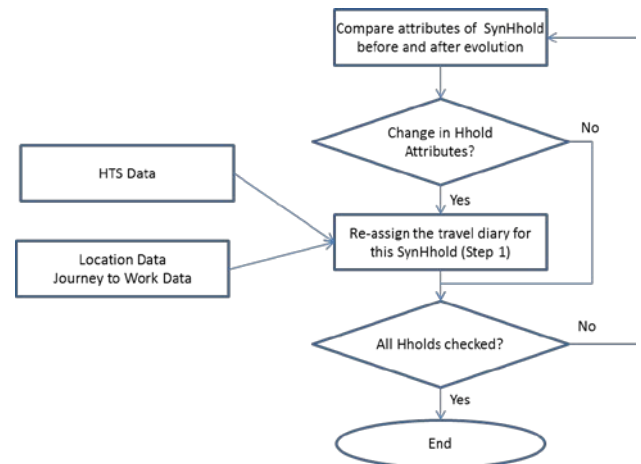 Compare attributes of SynHhold
before and after evolution
Change in Hhold
Attributes?
No
Yes
HTS Data
Re-assign the travel diary for
this SynHhold (Step 1)
Location Data
Journey to Work Data
All Hholds checked?
No
Yes
End